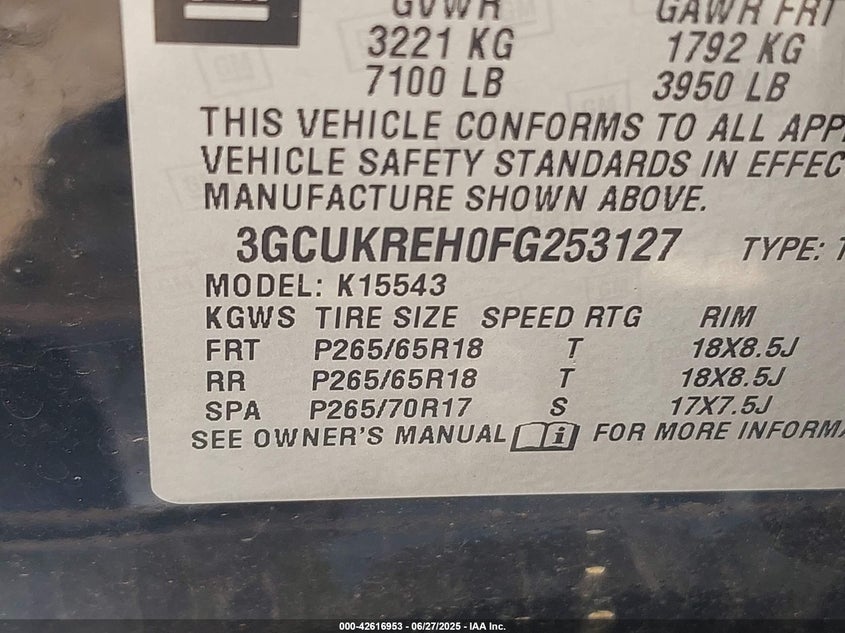 GVWR GAWR FRT
3221 KG 1792 KG
7100 LB 3950 LB
THIS VEHICLE CONFORMS TO ALL APP
VEHICLE SAFETY STANDARDS IN EFFEC
MANUFACTURE SHOWN ABOVE.
3GCUKREH0FG253127 TYPE: T
MODEL: K15543
KGWS TIRE SIZE SPEED RTG RIM
FRT P265/65R18 T 18X8.5J
RR P265/65R18 T 18X8.5J
SPA P265/70R17 S 17X7.5J
SEE OWNER'S MANUAL i FOR MORE INFORMA
000-42616953 | 06/27/2025 - IAA Inc.